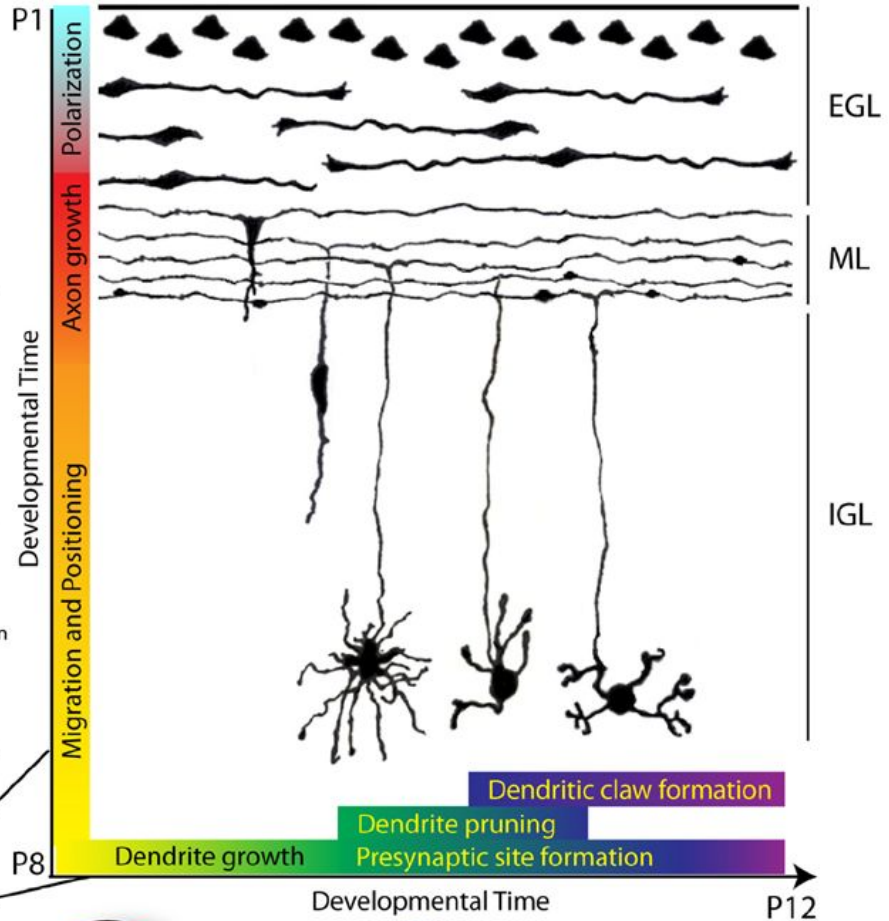 P1
Polarization
Axon growth
Migration and Positioning
Developmental Time
EGL
ML
IGL
n
Dendritic claw formation
Dendrite pruning
Dendrite growth
Presynaptic site formation
P8
Developmental Time
P12